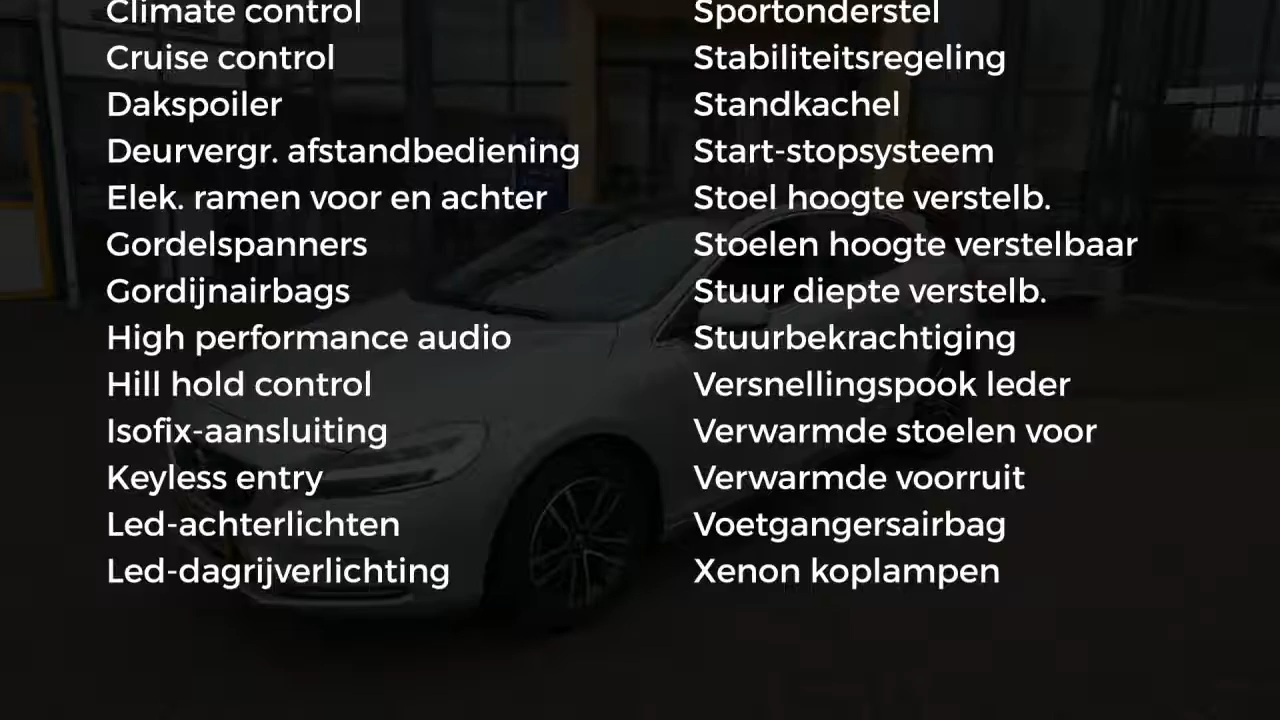 Climate control
Cruise control
Dakspoiler
Deurvergr. afstandbediening
Elek. ramen voor en achter
Gordelspanners
Gordijnairbags
High performance audio
Hill hold control
Isofix-aansluiting
Keyless entry
Led-achterlichten
Led-dagrijverlichting
Sportonderstel
Stabiliteitsregeling
Standkachel
Start-stopsysteem
Stoel hoogte verstelb.
Stoelen hoogte verstelbaar
Stuur diepte verstelb.
Stuurbekrachtiging
Versnellingspook leder
Verwarmde stoelen voor
Verwarmde voorruit
Voetgangersairbag
Xenon koplampen